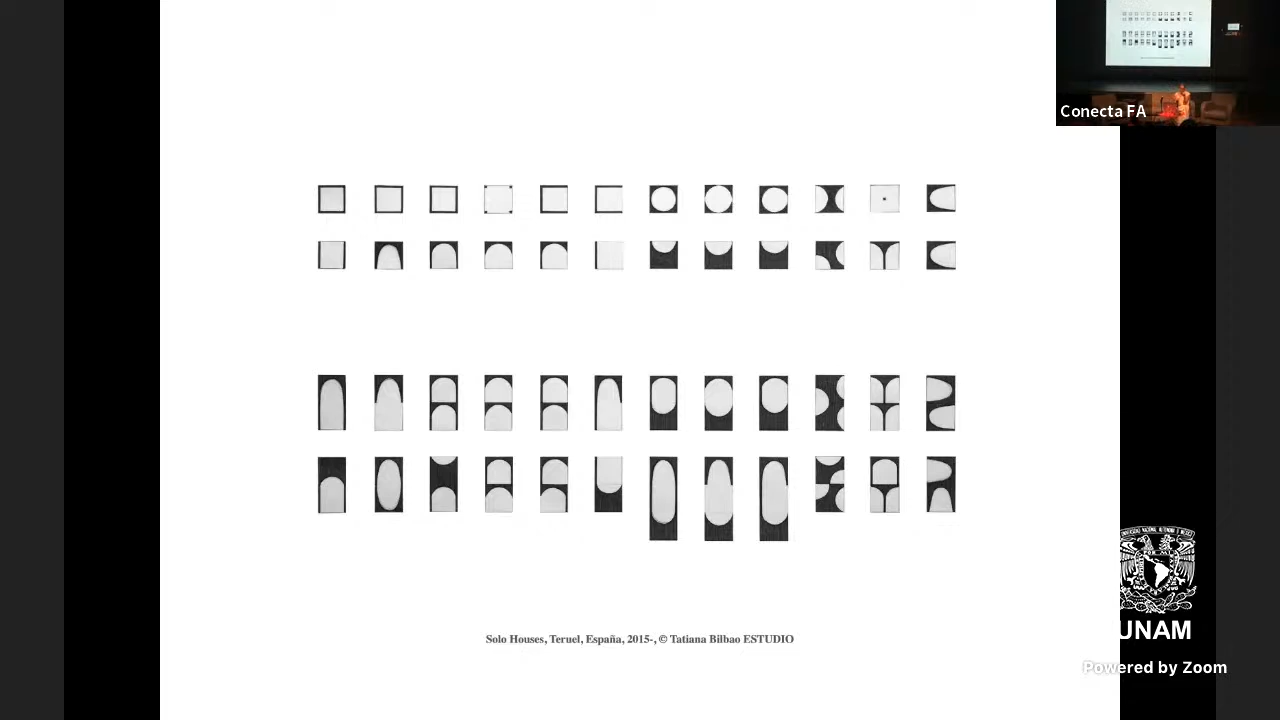 Conecta FA
Solo Houses, Teruel, España, 2015-, © Tatiana Bilbao ESTUDIO
UNAM
Powered by Zoom